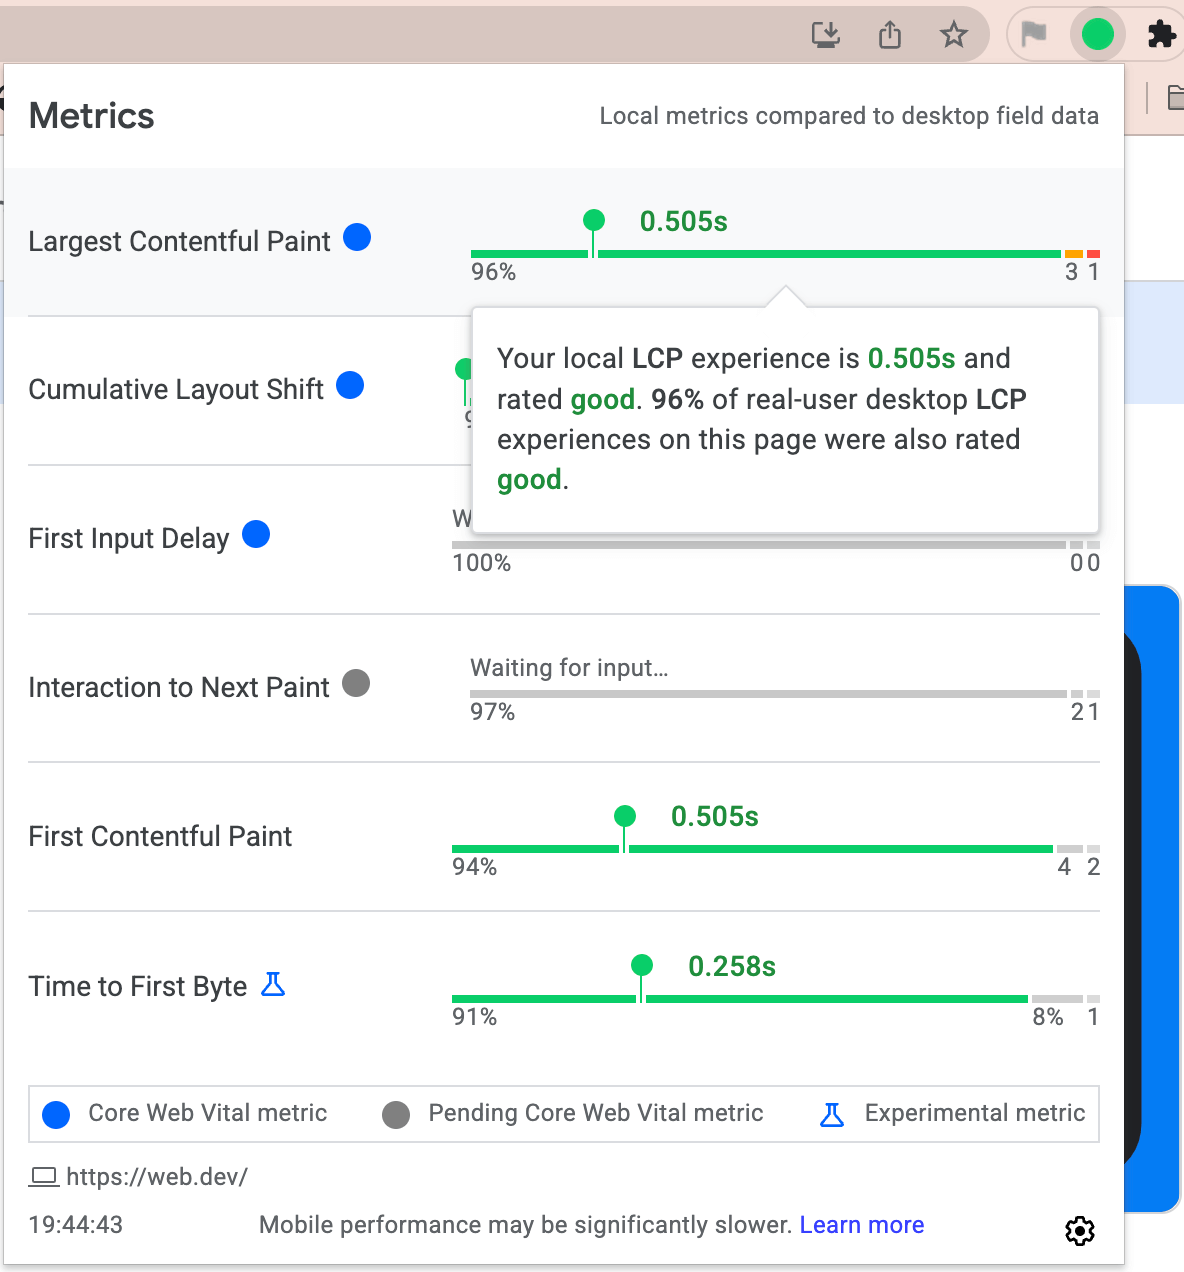 Metrics
Local metrics compared to desktop field data
Largest Contentful Paint
0.505s
96%
3 1
Your local LCP experience is 0.505s and
rated good. 96% of real-user desktop LCP
experiences on this page were also rated
good.
Cumulative Layout Shift
First Input Delay
100%
0 0
Interaction to Next Paint
Waiting for input...
97%
2 1
First Contentful Paint
0.505s
94%
4 2
Time to First Byte
0.258s
91%
8% 1
Core Web Vital metric
Pending Core Web Vital metric
Experimental metric
https://web.dev/
19:44:43
Mobile performance may be significantly slower. Learn more